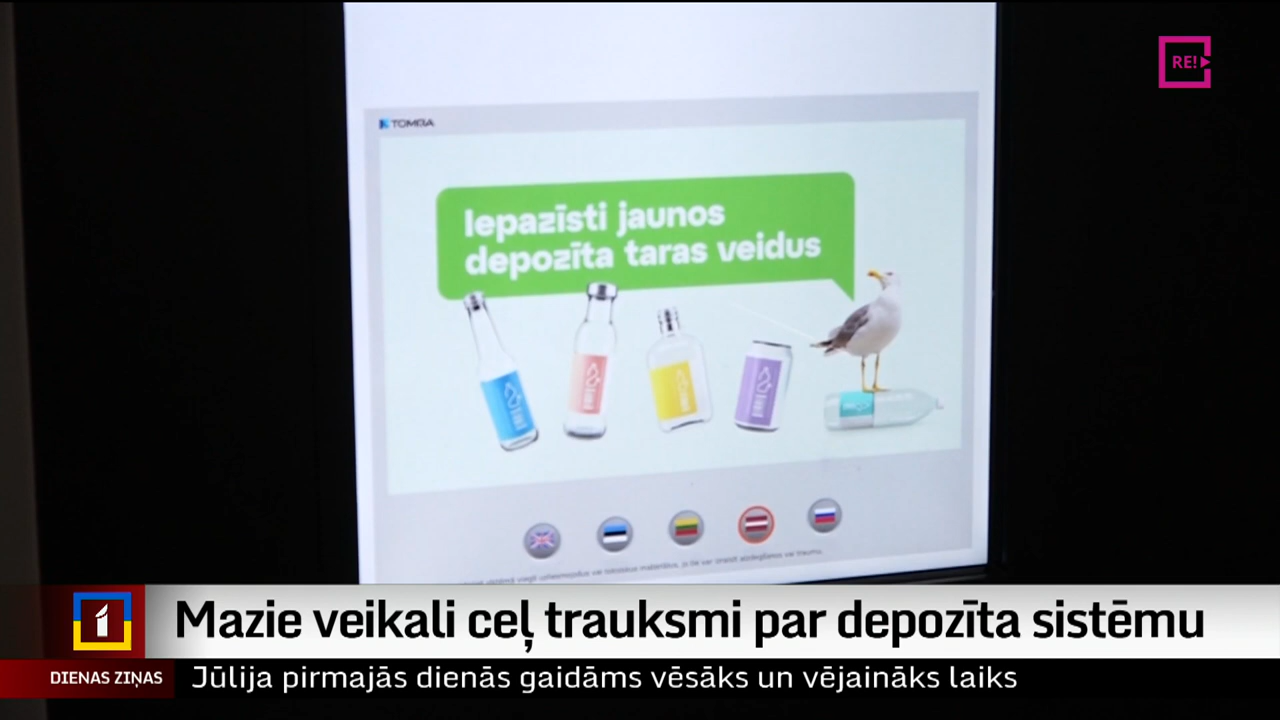 RE!
TOMRA
Iepazīsti jaunos
depozīta taras veidus
Mazie veikali ceļ trauksmi par depozīta sistēmu
DIENAS ZIŅAS
Jūlija pirmajās dienās gaidāms vēsāks un vējaināks laiks